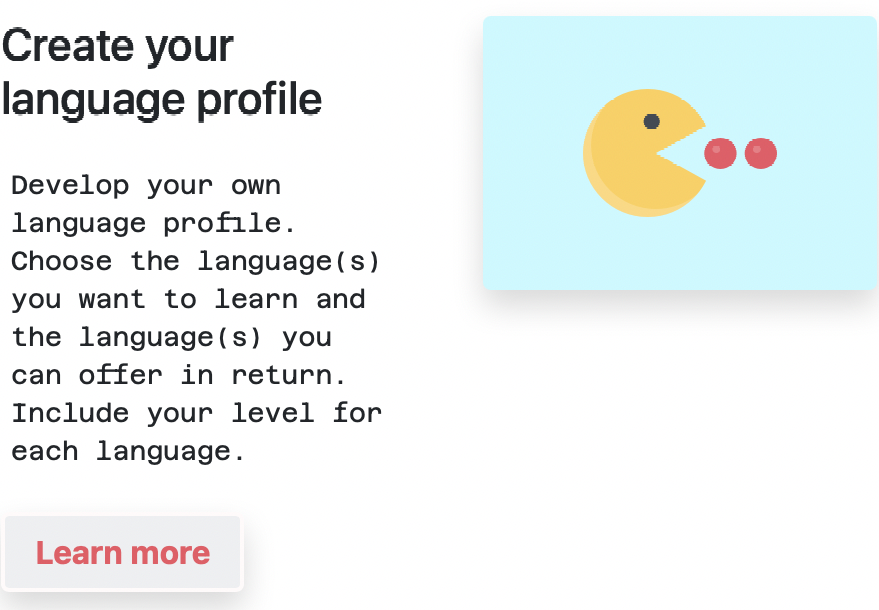 Create your
language profile
Develop your own
language profile.
Choose the language(s)
you want to learn and
the language(s) you
can offer in return.
Include your level for
each language.
Learn more